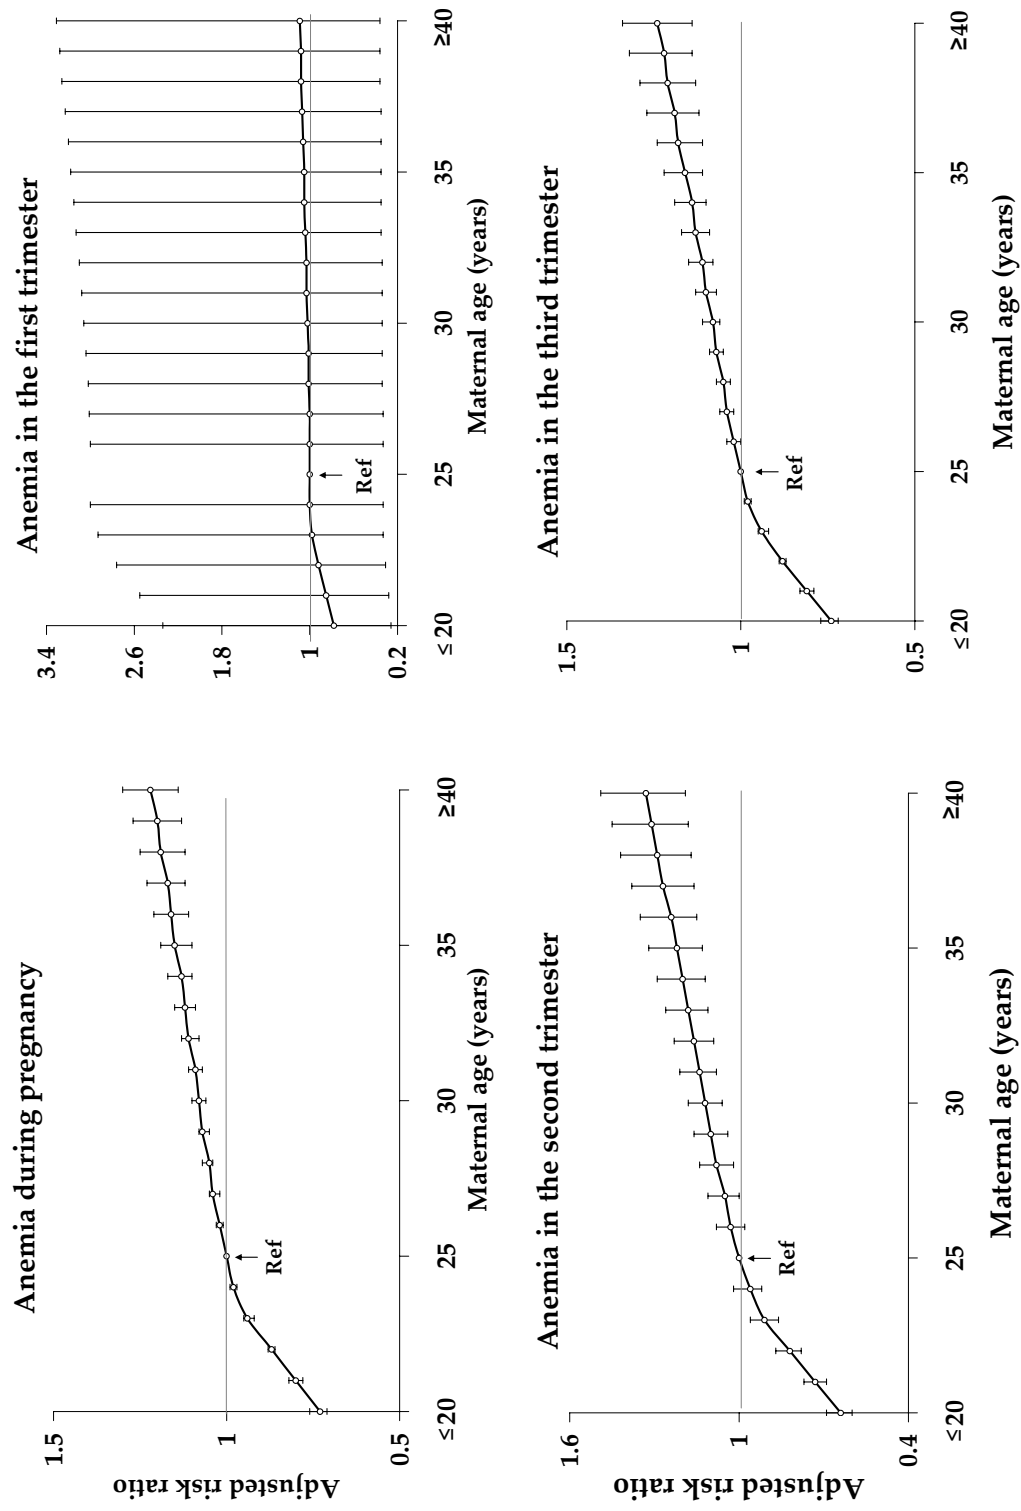 Anemia during pregnancy
Adjusted risk ratio
1.5
1
0.5
Ref
≤20
25
30
35
≥40
Maternal age (years)
Anemia in the first trimester
3.4
2.6
1.8
1
0.2
Ref
≤20
25
30
35
≥40
Maternal age (years)
Anemia in the second trimester
Adjusted risk ratio
1.6
1
0.4
Ref
≤20
25
30
35
≥40
Maternal age (years)
Anemia in the third trimester
1.5
1
0.5
Ref
≤20
25
30
35
≥40
Maternal age (years)